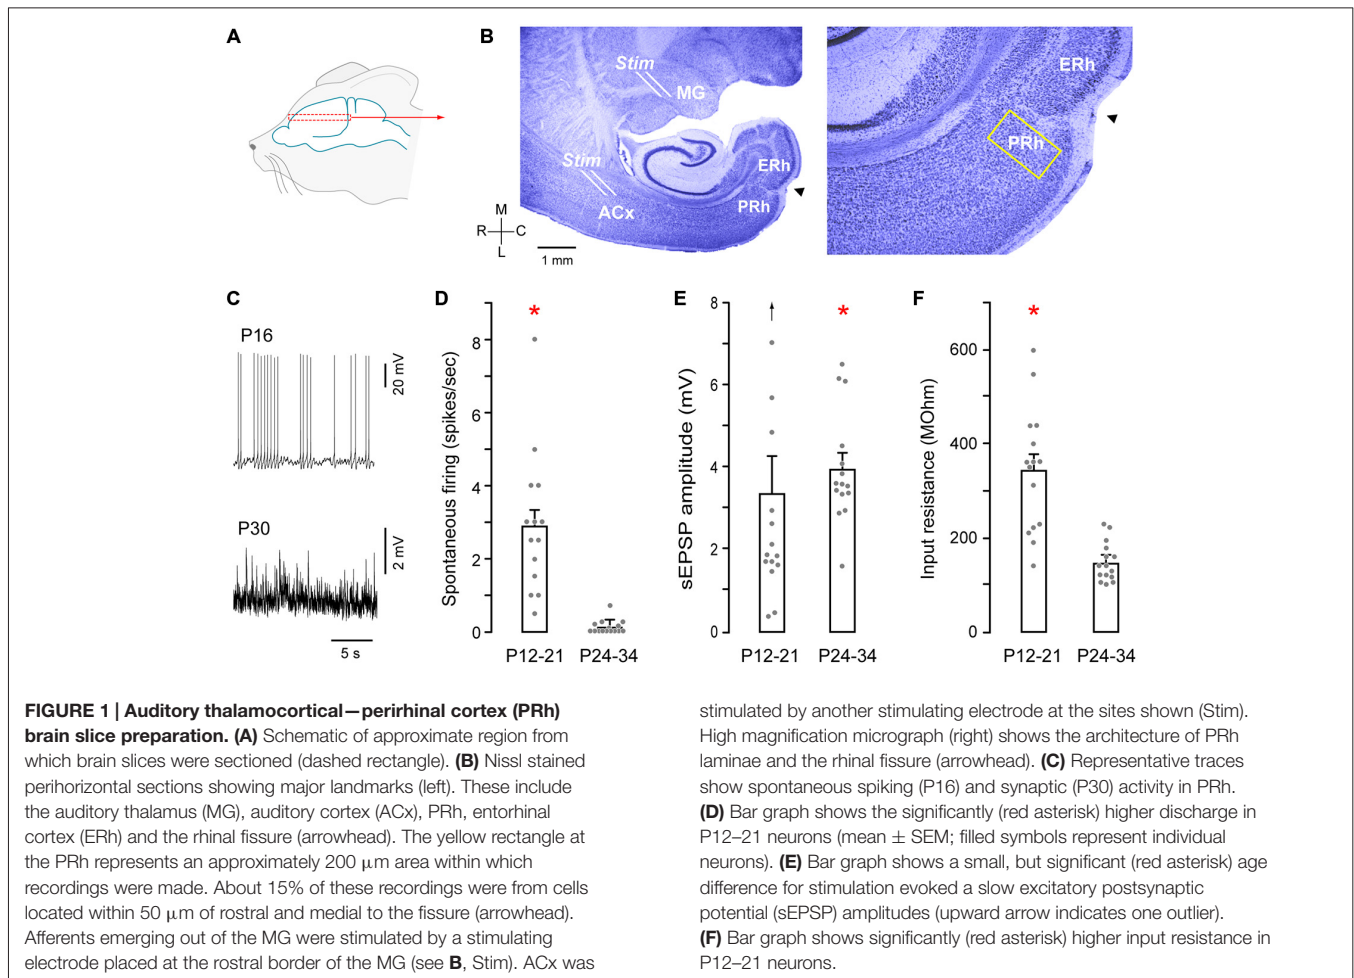 A
B
Stim
MG
Stim
ERh
ACx
PRh
M
R C
L
1 mm
ERh
PRh
C
P16
20 mV
P30
2 mV
5 s
D
Spontaneous firing (spikes/sec)
8
6
4
2
0
*
P12-21 P24-34
E
sEPSP amplitude (mV)
8
6
4
2
0
*
P12-21 P24-34
F
Input resistance (MOhm)
600
400
200
0
*
P12-21 P24-34
FIGURE 1 | Auditory thalamocortical—perirhinal cortex (PRh)
brain slice preparation. (A) Schematic of approximate region from
which brain slices were sectioned (dashed rectangle). (B) Nissl stained
perihorizontal sections showing major landmarks (left). These include
the auditory thalamus (MG), auditory cortex (ACx), PRh, entorhinal
cortex (ERh) and the rhinal fissure (arrowhead). The yellow rectangle at
the PRh represents an approximately 200 μm area within which
recordings were made. About 15% of these recordings were from cells
located within 50 μm of rostral and medial to the fissure (arrowhead).
Afferents emerging out of the MG were stimulated by a stimulating
electrode placed at the rostral border of the MG (see B, Stim). ACx was
stimulated by another stimulating electrode at the sites shown (Stim).
High magnification micrograph (right) shows the architecture of PRh
laminae and the rhinal fissure (arrowhead). (C) Representative traces
show spontaneous spiking (P16) and synaptic (P30) activity in PRh.
(D) Bar graph shows the significantly (red asterisk) higher discharge in
P12–21 neurons (mean ± SEM; filled symbols represent individual
neurons). (E) Bar graph shows a small, but significant (red asterisk) age
difference for stimulation evoked a slow excitatory postsynaptic
potential (sEPSP) amplitudes (upward arrow indicates one outlier).
(F) Bar graph shows significantly (red asterisk) higher input resistance in
P12–21 neurons.